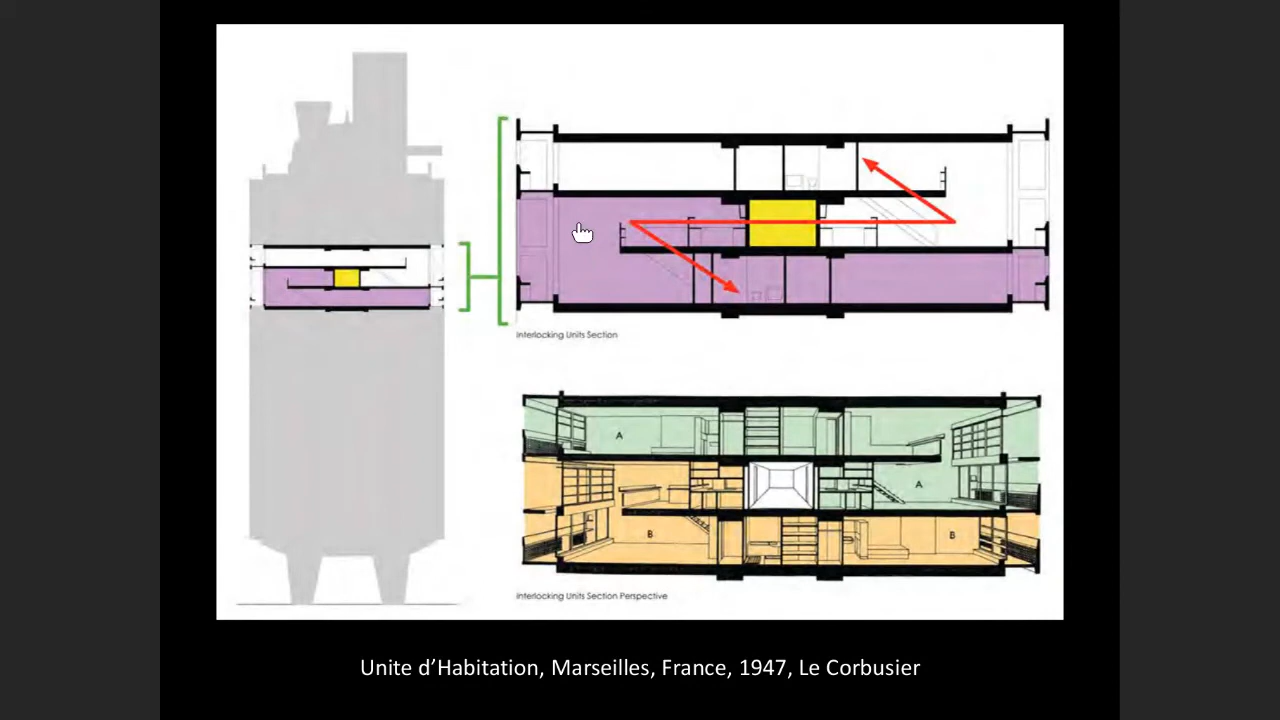 Interlocking Units Section
A
A
B
B
Interlocking Units Section Perspective
Unite d’Habitation, Marseilles, France, 1947, Le Corbusier